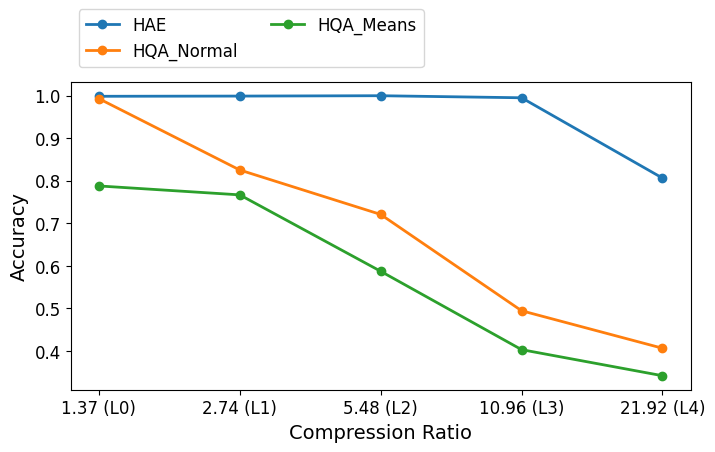 HAE
HQA_Normal
HQA_Means
1.0
0.9
0.8
0.7
0.6
0.5
0.4
Accuracy
1.37 (L0) 2.74 (L1) 5.48 (L2) 10.96 (L3) 21.92 (L4)
Compression Ratio